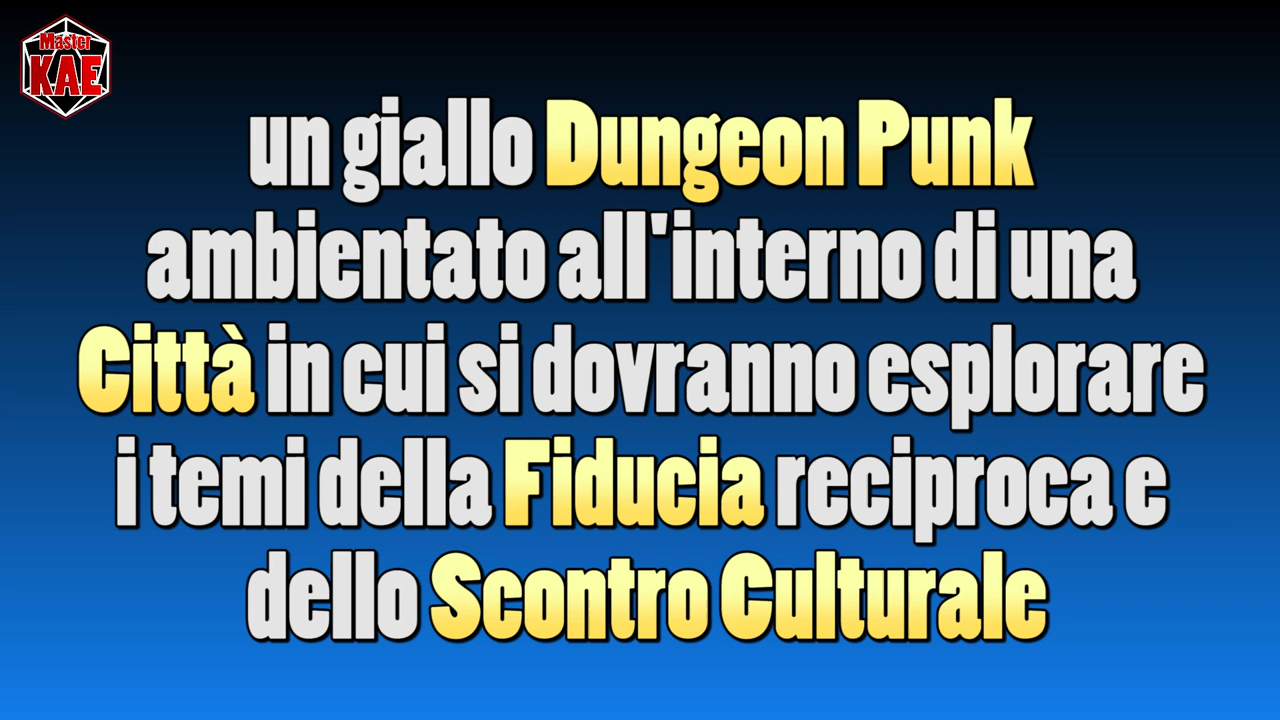 Master
KAE
un giallo Dungeon Punk
ambientato all'interno di una
Città in cui si dovranno esplorare
i temi della Fiducia reciproca e
dello Scontro Culturale